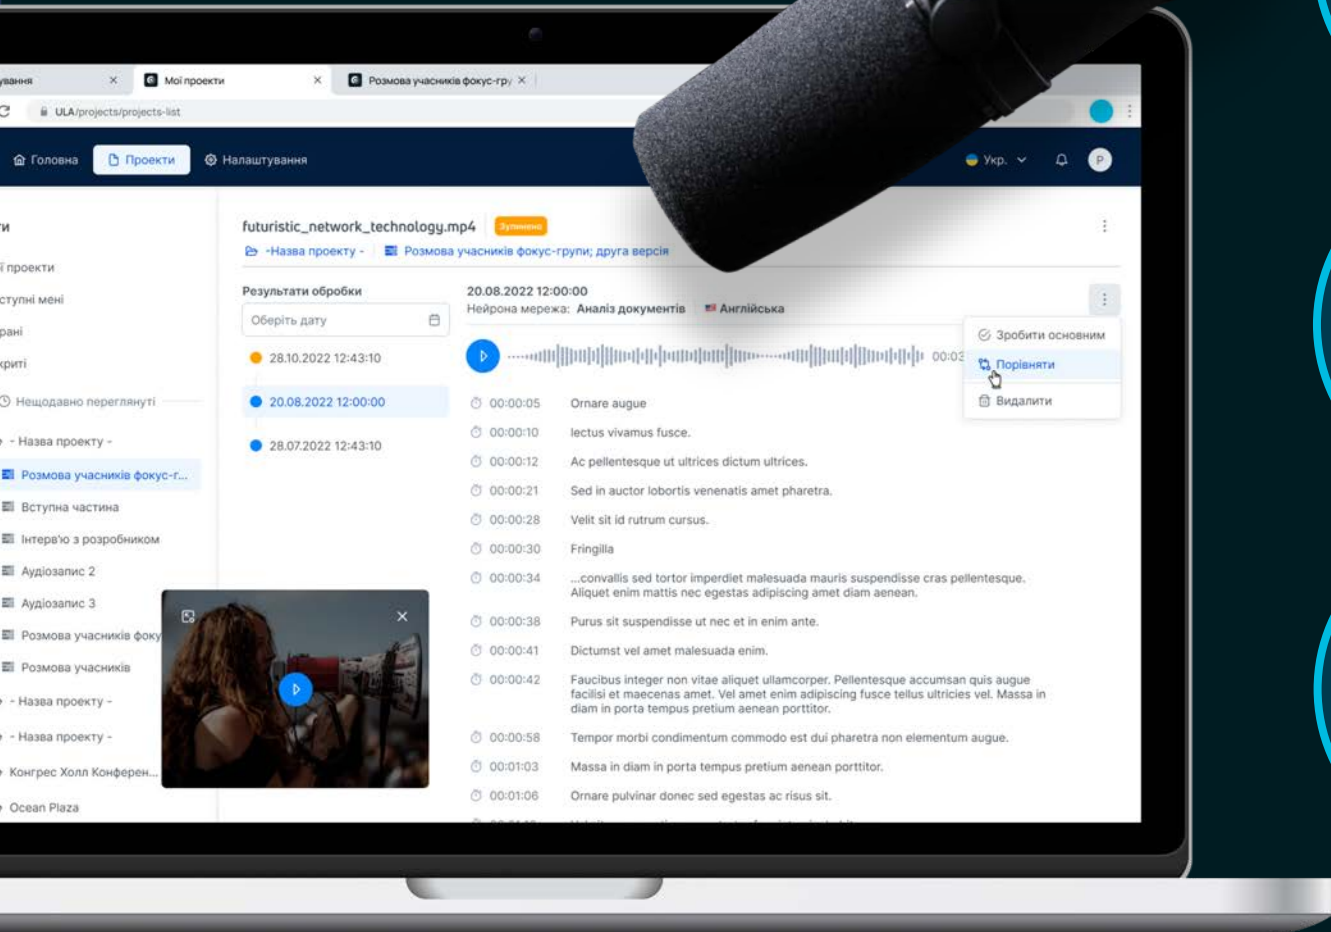 Мої проекти
Розмова учасників фокус-гру
ULA/projects/projects-list
Головна
Проекти
Налаштування
Укр.
P
futuristic_network_technology.mp4
Зупинено
-Назва проекту -
Розмова учасників фокус-групи; друга версія
проекти
мені
Нещодавно переглянуті
- Назва проекту -
Розмова учасників фокус-г...
Вступна частина
Інтерв'ю з розробником
Аудіозапис 2
Аудіозапис 3
Розмова учасників фоку
Розмова учасників
- Назва проекту -
- Назва проекту -
Конгрес Холл Конферен...
Ocean Plaza
Результати обробки
Оберіть дату
28.10.2022 12:43:10
20.08.2022 12:00:00
28.07.2022 12:43:10
20.08.2022 12:00:00
Нейрона мережа: Аналіз документів
Англійська
00:03
Зробити основним
Порівняти
Видалити
00:00:05 Ornare augue
00:00:10 lectus vivamus fusce.
00:00:12 Ac pellentesque ut ultrices dictum ultrices.
00:00:21 Sed in auctor lobortis venenatis amet pharetra.
00:00:28 Velit sit id rutrum cursus.
00:00:30 Fringilla
00:00:34 ...convallis sed tortor imperdiet malesuada mauris suspendisse cras pellentesque.
Aliquet enim mattis nec egestas adipiscing amet diam aenean.
00:00:38 Purus sit suspendisse ut nec et in enim ante.
00:00:41 Dictumst vel amet malesuada enim.
00:00:42 Faucibus integer non vitae aliquet ullamcorper. Pellentesque accumsan quis augue
facilisi et maecenas amet. Vel amet enim adipiscing fusce tellus ultricies vel. Massa in
diam in porta tempus pretium aenean porttitor.
00:00:58 Tempor morbi condimentum commodo est dui pharetra non elementum augue.
00:01:03 Massa in diam in porta tempus pretium aenean porttitor.
00:01:06 Ornare pulvinar donec sed egestas ac risus sit.